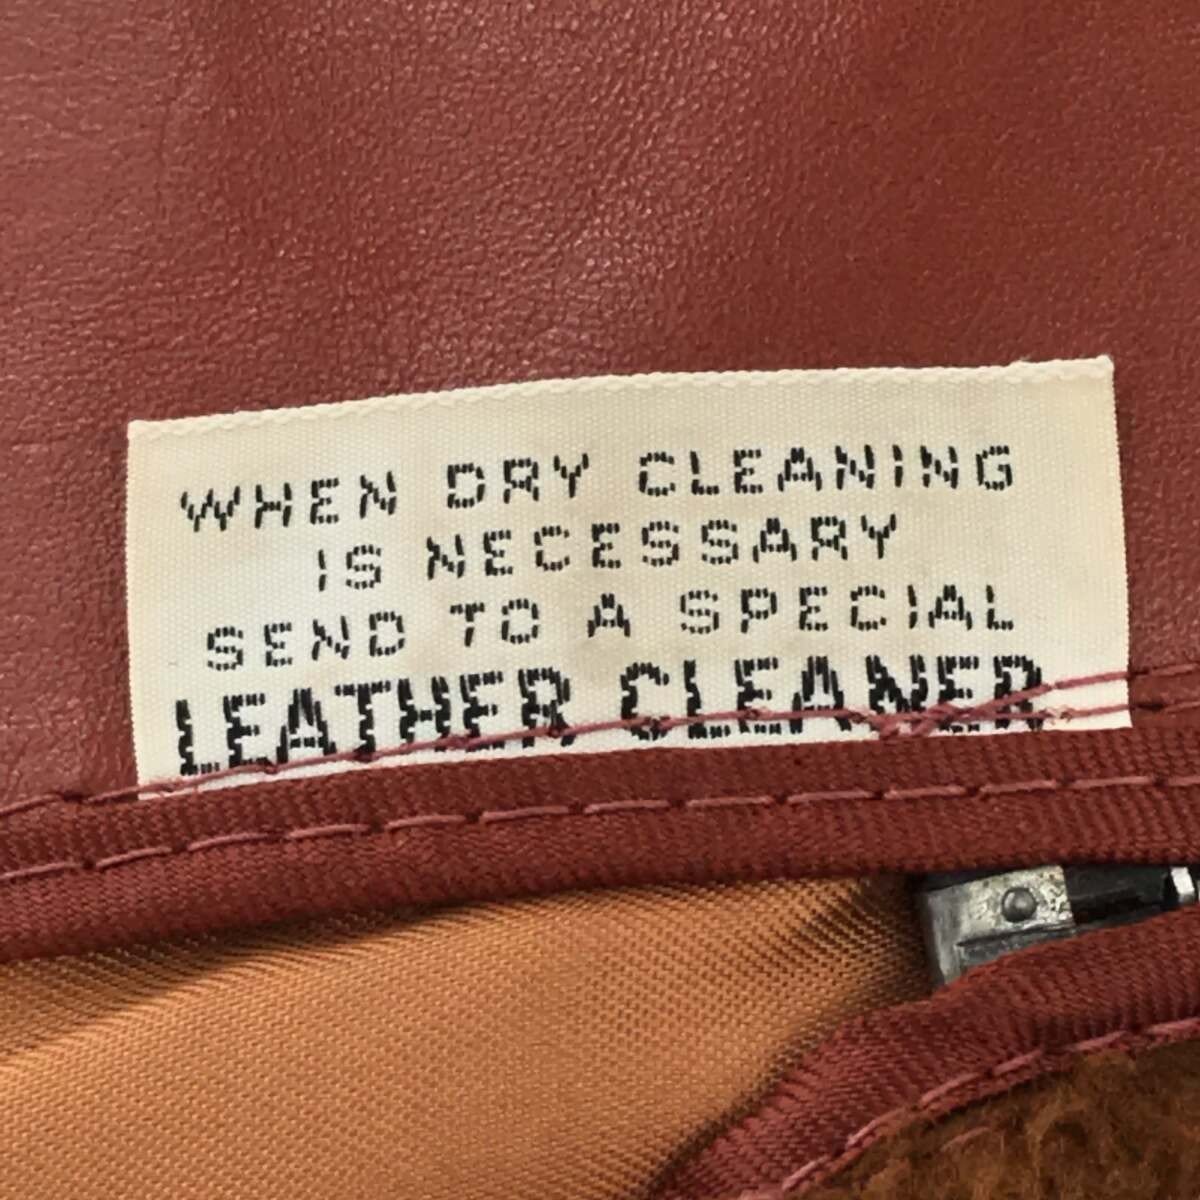 WHEN DRY CLEANING
IS NECESSARY
SEND TO A SPECIAL
LEATHER CLEANER